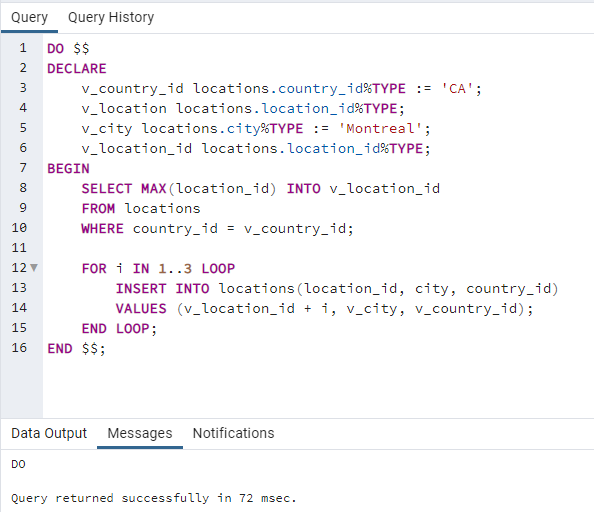 Query Query History
1 DO $$
2 DECLARE
3     v_country_id locations.country_id%TYPE := 'CA';
4     v_location locations.location_id%TYPE;
5     v_city locations.city%TYPE := 'Montreal';
6     v_location_id locations.location_id%TYPE;
7 BEGIN
8     SELECT MAX(location_id) INTO v_location_id
9     FROM locations
10     WHERE country_id = v_country_id;
11
12     FOR i IN 1..3 LOOP
13         INSERT INTO locations(location_id, city, country_id)
14         VALUES (v_location_id + i, v_city, v_country_id);
15     END LOOP;
16 END $$;
Data Output Messages Notifications
DO
Query returned successfully in 72 msec.